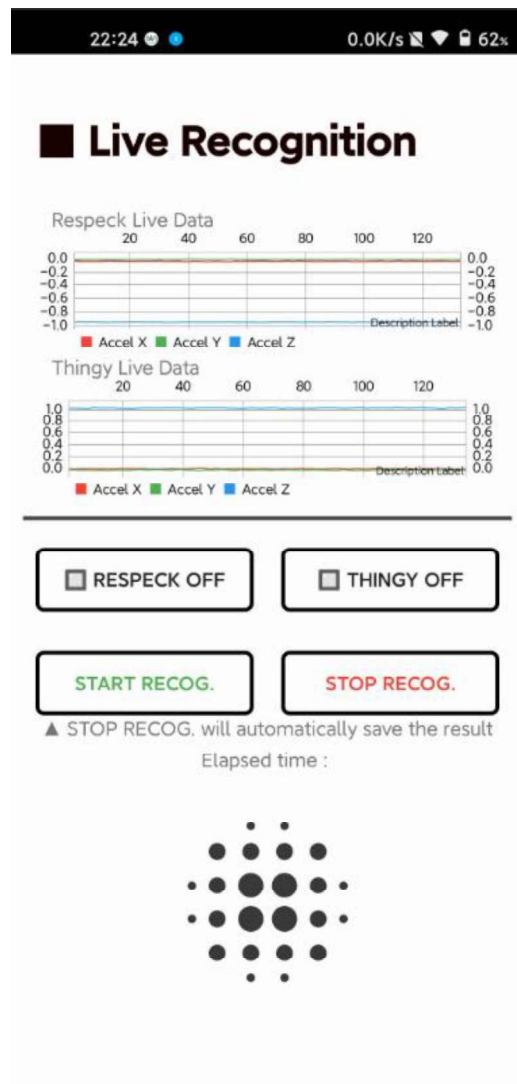 22:24 0.0K/s 62%
Live Recognition
Respeck Live Data
20 40 60 80 100 120
0.0 0.0
-0.2 -0.2
-0.4 -0.4
-0.6 -0.6
-0.8 -0.8
-1.0 Description Label -1.0
Accel X Accel Y Accel Z
Thingy Live Data
20 40 60 80 100 120
1.0 1.0
0.8 0.8
0.6 0.6
0.4 0.4
0.2 0.2
0.0 Description Label 0.0
Accel X Accel Y Accel Z
RESPECK OFF THINGY OFF
START RECOG. STOP RECOG.
▲ STOP RECOG. will automatically save the result
Elapsed time :